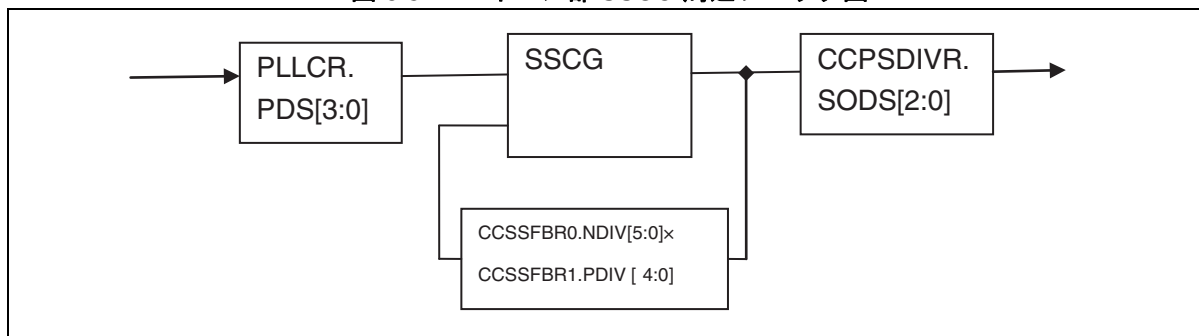 PLLCR.
PDS[3:0]
SSCG
CCPSDIVR.
SODS[2:0]
CCSSFBR0.NDIV[5:0]×
CCSSFBR1.PDIV [ 4:0]